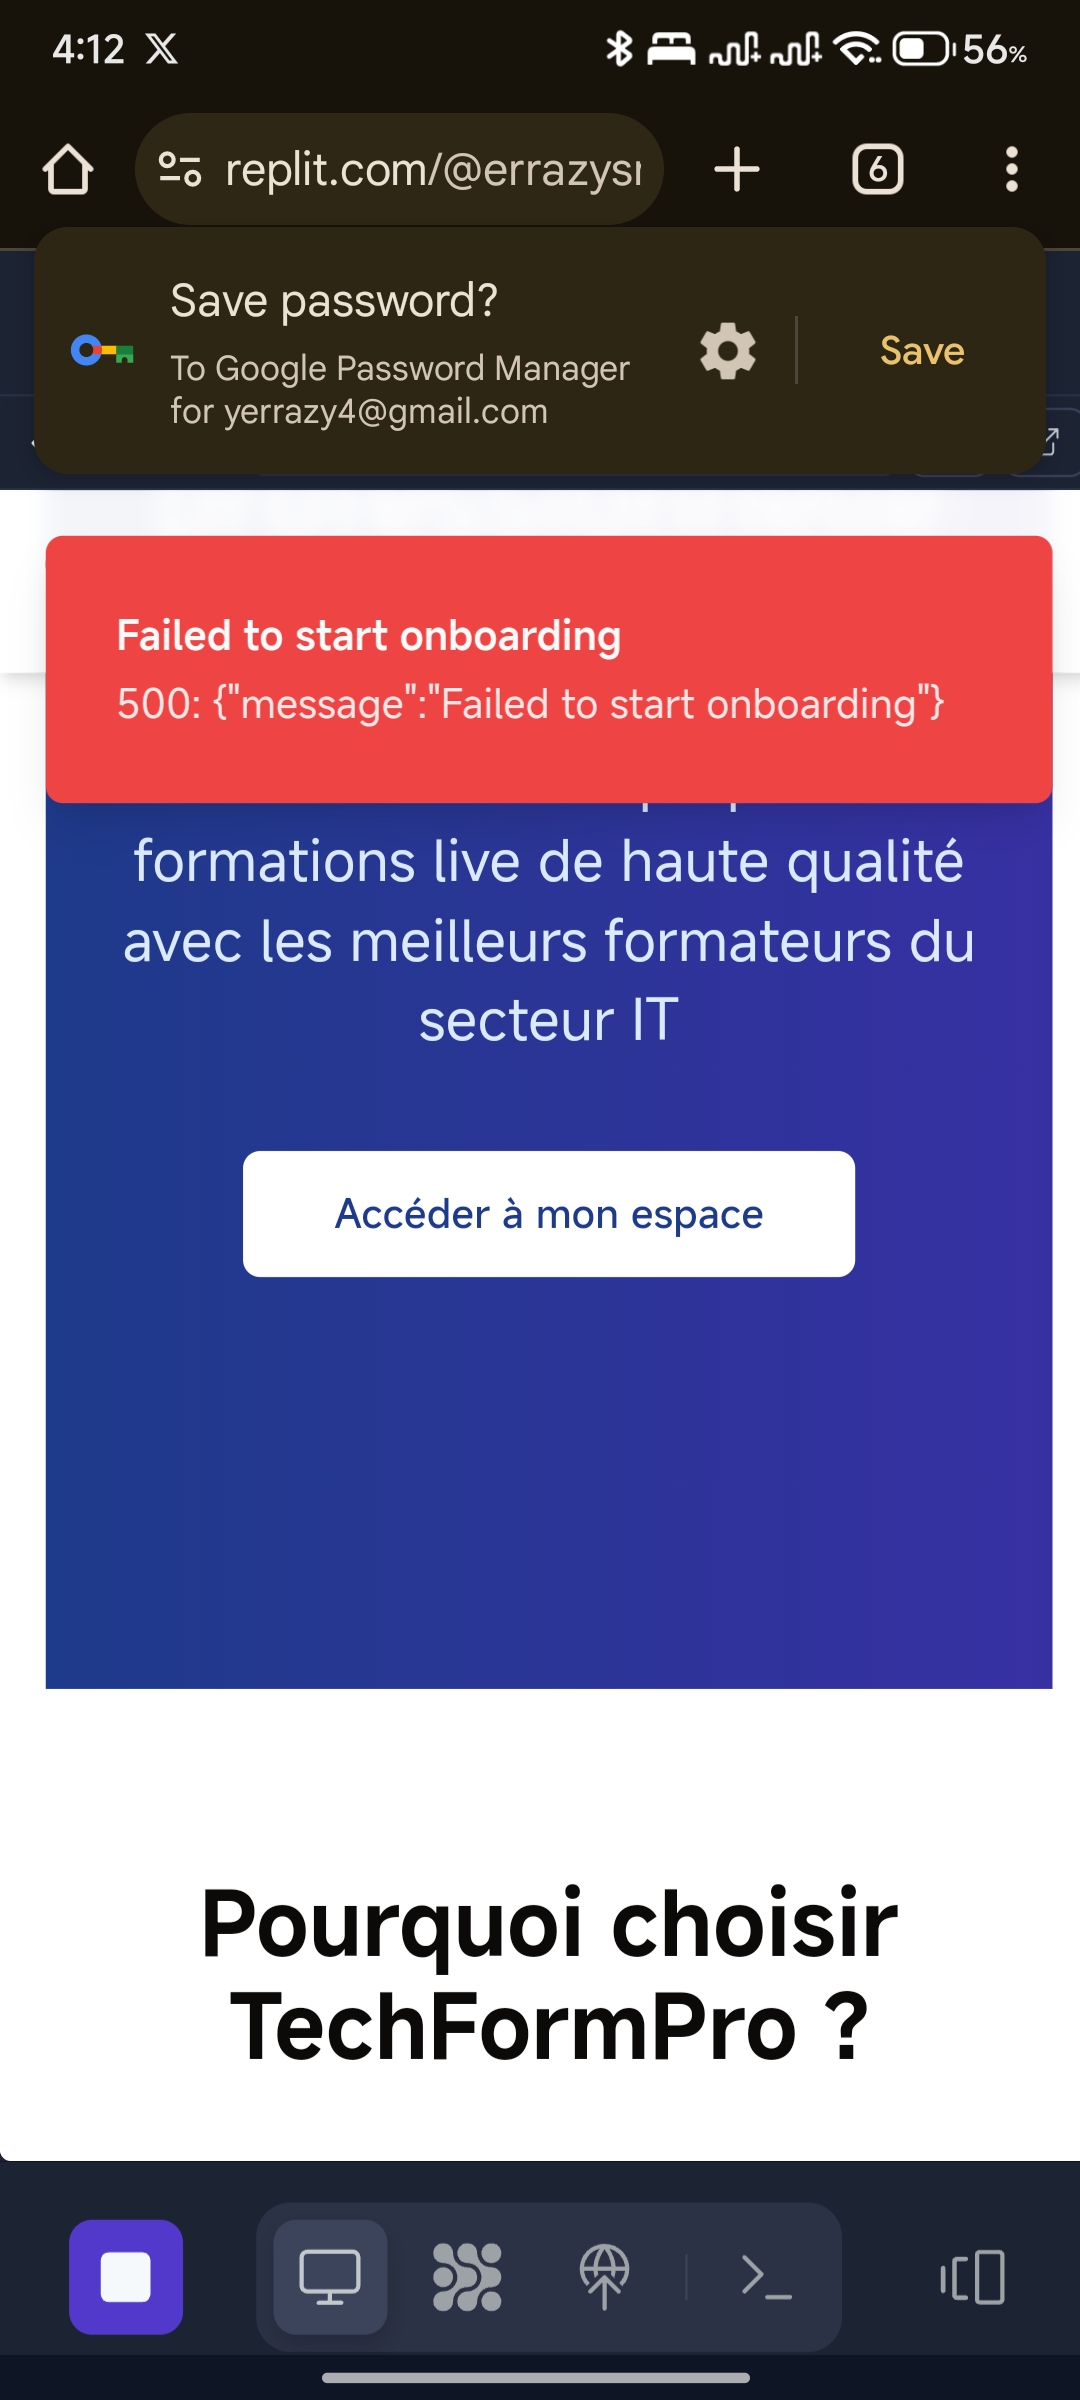 4:12
56%
replit.com/@errazysı
6
Save password?
To Google Password Manager
for yerrazy4@gmail.com
Save
Failed to start onboarding
500: {"message":"Failed to start onboarding"}
formations live de haute qualité
avec les meilleurs formateurs du
secteur IT
Accéder à mon espace
Pourquoi choisir
TechFormPro ?